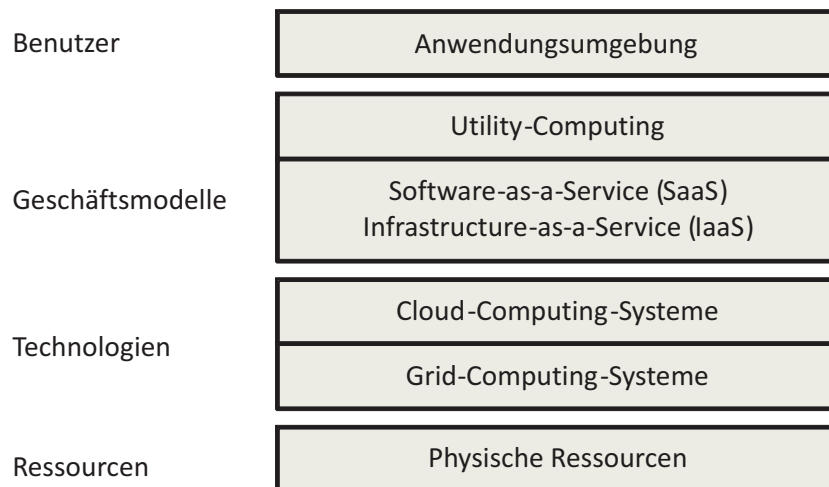 Benutzer
Anwendungsumgebung
Utility-Computing
Geschäftsmodelle
Software-as-a-Service (SaaS)
Infrastructure-as-a-Service (IaaS)
Cloud-Computing-Systeme
Technologien
Grid-Computing-Systeme
Ressourcen
Physische Ressourcen